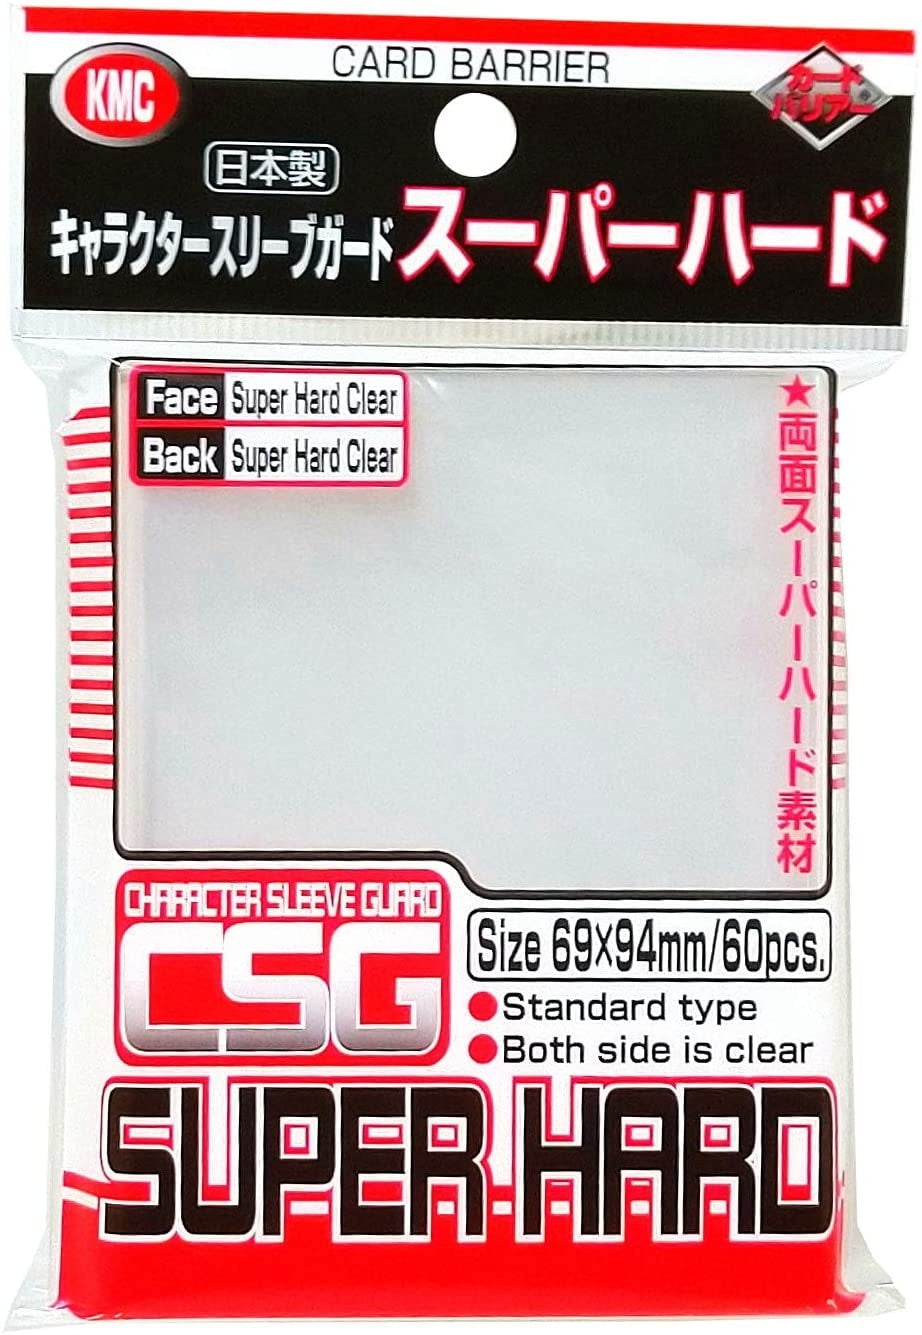 CARD BARRIER
KMC
カード
バリアー
日本製
キャラクタースリーブガード スーパーハード
Face Super Hard Clear
Back Super Hard Clear
★両面スーパーハード素材
CHARACTER SLEEVE GUARD
CSG
Size 69×94mm/60pcs.
●Standard type
●Both side is clear
SUPER HARD